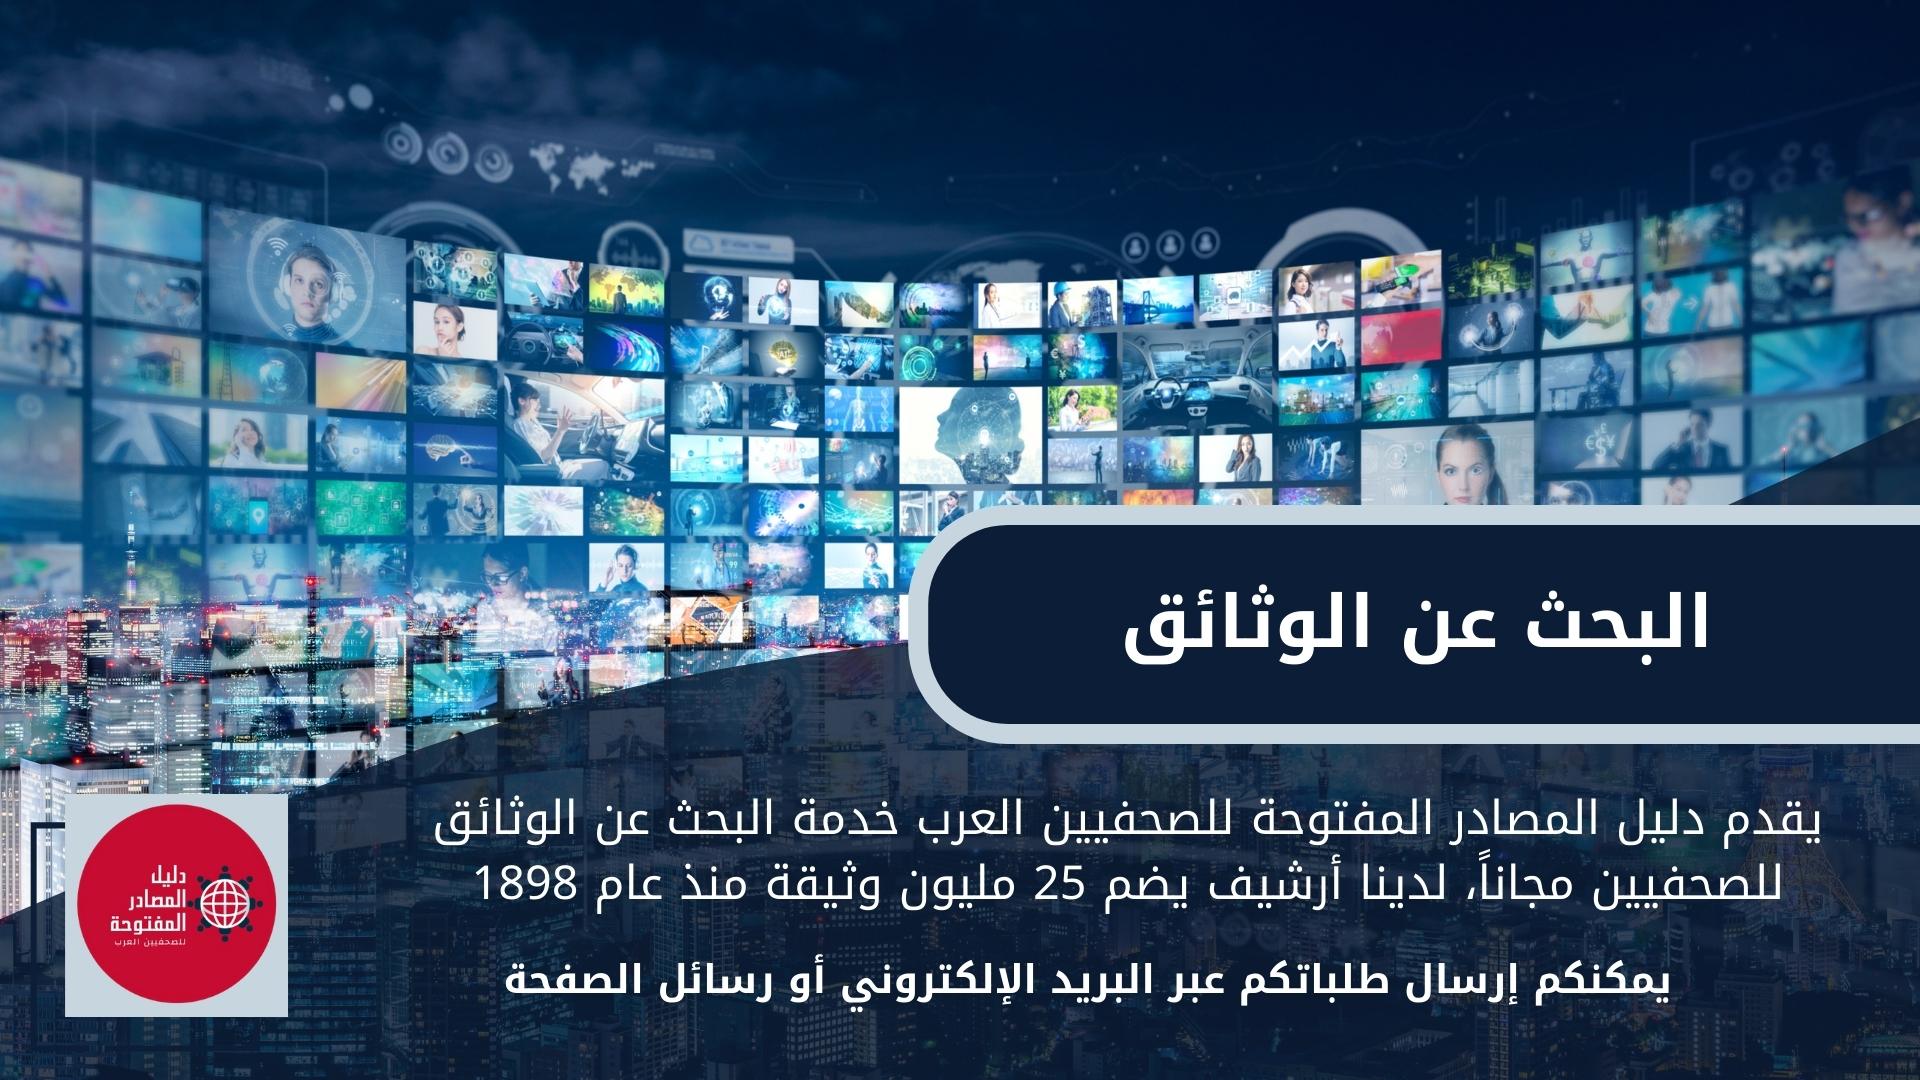 البحث عن الوثائق
يقدم دليل المصادر المفتوحة للصحفيين العرب خدمة البحث عن الوثائق
للصحفيين مجاناً، لدينا أرشيف يضم 25 مليون وثيقة منذ عام 1898
يمكنكم إرسال طلباتكم عبر البريد الإلكتروني أو رسائل الصفحة
دليل
المصادر
المفتوحة
للصحفيين العرب